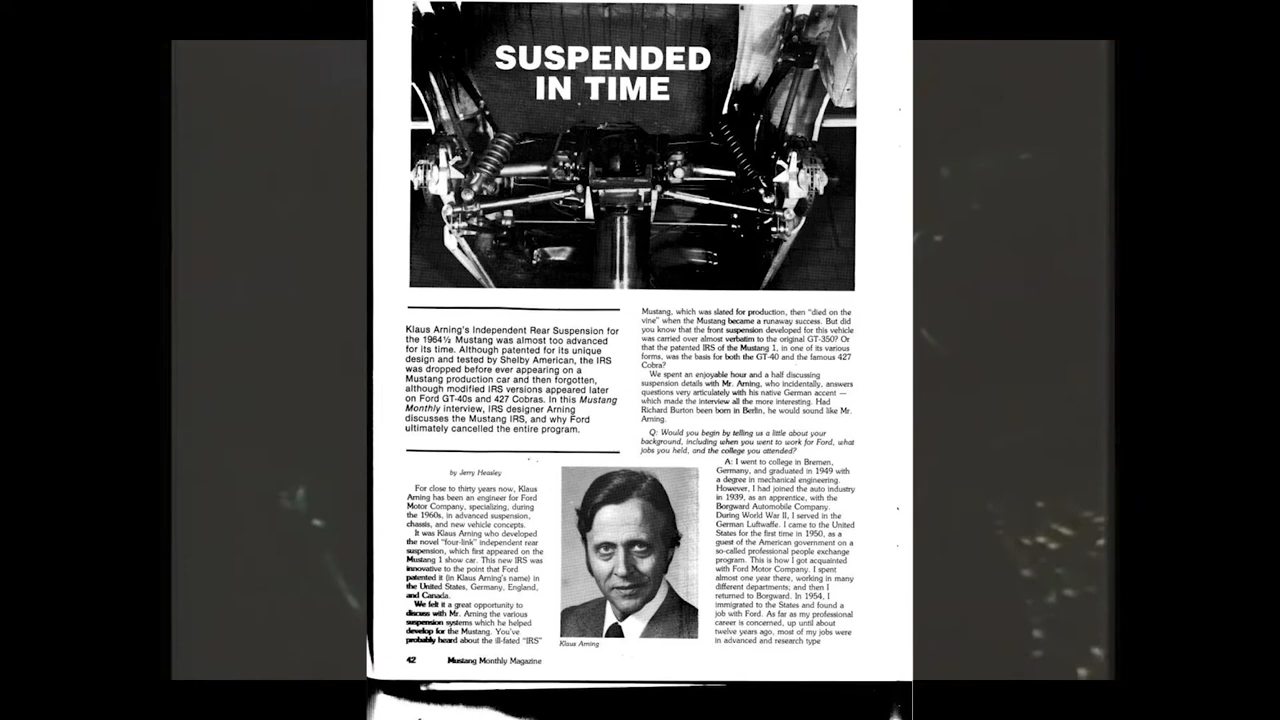 SUSPENDED
IN TIME
Klaus Arning's Independent Rear Suspension for
the 1964½ Mustang was almost too advanced
for its time. Although patented for its unique
design and tested by Shelby American, the IRS
was dropped before ever appearing on a
Mustang production car and then forgotten,
although modified IRS versions appeared later
on Ford GT-40s and 427 Cobras. In this Mustang
Monthly interview, IRS designer Arning
discusses the Mustang IRS, and why Ford
ultimately cancelled the entire program.
by Jerry Heasley
For close to thirty years now, Klaus
Arning has been an engineer for Ford
Motor Company, specializing, during
the 1960s, in advanced suspension,
chassis, and new vehicle concepts.
It was Klaus Arning who developed
the novel "four-link" independent rear
suspension, which first appeared on the
Mustang 1 show car. This new IRS was
innovative to the point that Ford
patented it (in Klaus Arning's name) in
the United States, Germany, England,
and Canada.
We felt it a great opportunity to
discuss with Mr. Arning the various
suspension systems which he helped
develop for the Mustang. You've
probably heard about the ill-fated "IRS"
Klaus Arning
Mustang, which was slated for production, then "died on the
vine" when the Mustang became a runaway success. But did
you know that the front suspension developed for this vehicle
was carried over almost verbatim to the original GT-350? Or
that the patented IRS of the Mustang 1, in one of its various
forms, was the basis for both the GT-40 and the famous 427
Cobra?
We spent an enjoyable hour and a half discussing
suspension details with Mr. Arning, who incidentally, answers
questions very articulately with his native German accent —
which made the interview all the more interesting. Had
Richard Burton been born in Berlin, he would sound like Mr.
Arning.
Q: Would you begin by telling us a little about your
background, including when you went to work for Ford, what
jobs you held, and the college you attended?
A: I went to college in Bremen,
Germany, and graduated in 1949 with
a degree in mechanical engineering.
However, I had joined the auto industry
in 1939, as an apprentice, with the
Borgward Automobile Company.
During World War II, I served in the
German Luftwaffe. I came to the United
States for the first time in 1950, as a
guest of the American government on a
so-called professional people exchange
program. This is how I got acquainted
with Ford Motor Company. I spent
almost one year there, working in many
different departments; and then I
returned to Borgward. In 1954, I
immigrated to the States and found a
job with Ford. As far as my professional
career is concerned, up until about
twelve years ago, most of my jobs were
in advanced and research type
42 Mustang Monthly Magazine